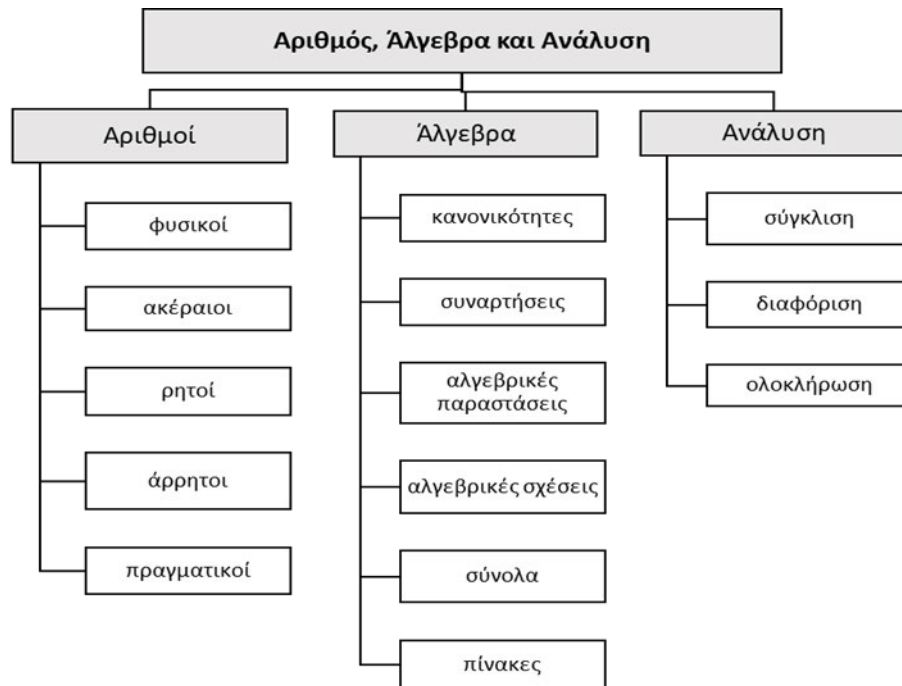 Αριθμός, Άλγεβρα και Ανάλυση
Αριθμοί
φυσικοί
ακέραιοι
ρητοί
άρρητοι
πραγματικοί
Άλγεβρα
κανονικότητες
συναρτήσεις
αλγεβρικές
παραστάσεις
αλγεβρικές σχέσεις
σύνολα
πίνακες
Ανάλυση
σύγκλιση
διαφόριση
ολοκλήρωση